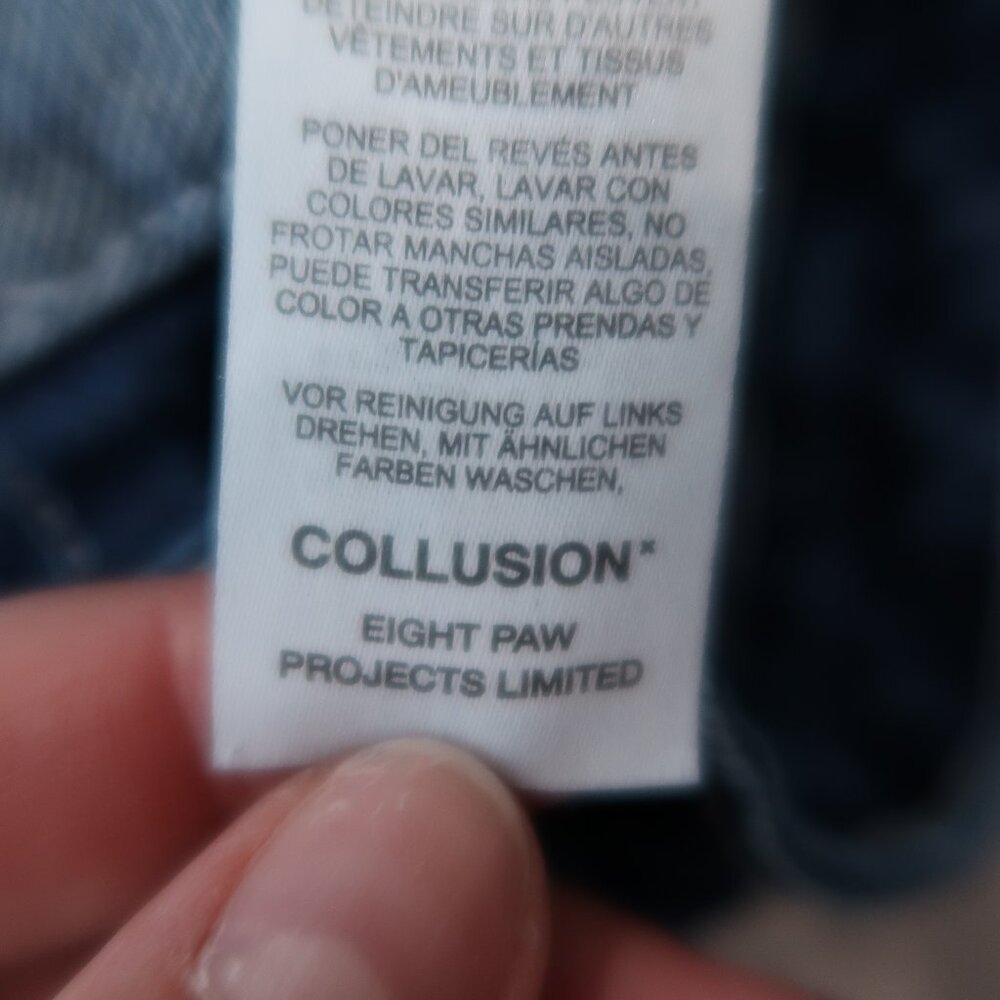 DÉTEINDRE SUR D'AUTRES
VÊTEMENTS ET TISSUS
D'AMEUBLEMENT
PONER DEL REVÉS ANTES
DE LAVAR, LAVAR CON
COLORES SIMILARES, NO
FROTAR MANCHAS AISLADAS,
PUEDE TRANSFERIR ALGO DE
COLOR A OTRAS PRENDAS Y
TAPICERÍAS
VOR REINIGUNG AUF LINKS
DREHEN, MIT ÄHNLICHEN
FARBEN WASCHEN,
COLLUSION×
EIGHT PAW
PROJECTS LIMITED